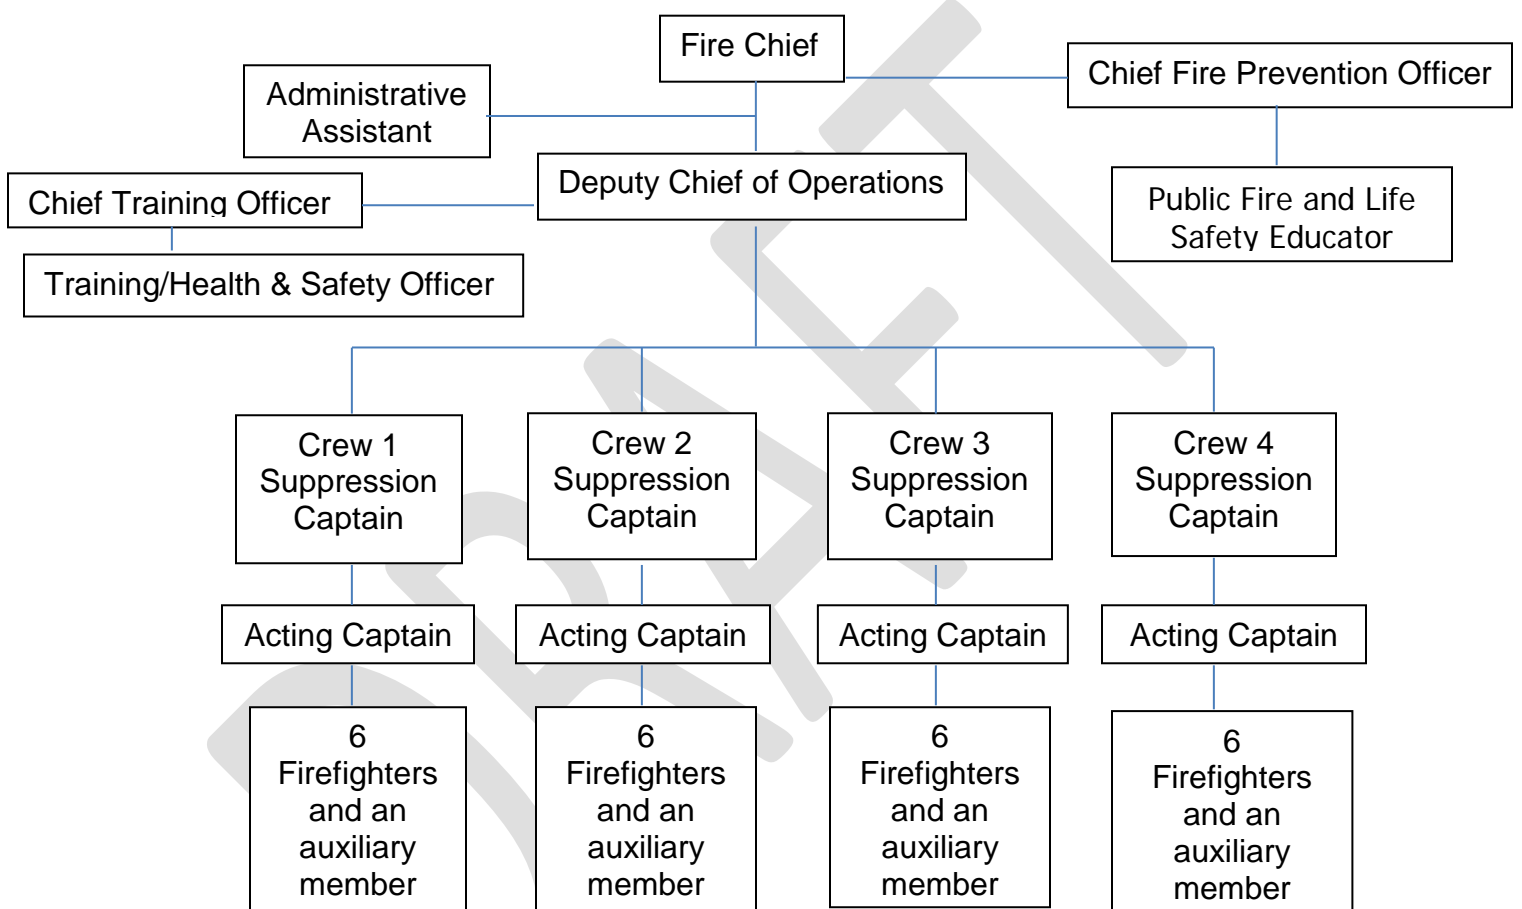 Fire Chief
Chief Fire Prevention Officer
Administrative
Assistant
Deputy Chief of Operations
Chief Training Officer
Public Fire and Life
Safety Educator
Training/Health & Safety Officer
Crew 1
Suppression
Captain
Crew 2
Suppression
Captain
Crew 3
Suppression
Captain
Crew 4
Suppression
Captain
Acting Captain
Acting Captain
Acting Captain
Acting Captain
6
Firefighters
and an
auxiliary
member
6
Firefighters
and an
auxiliary
member
6
Firefighters
and an
auxiliary
member
6
Firefighters
and an
auxiliary
member
DRAFT